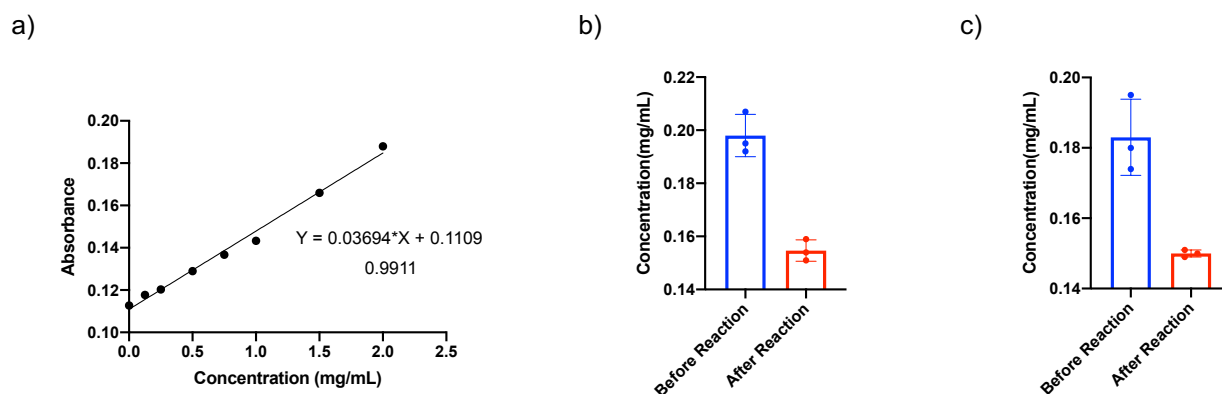 a)
Absorbance
0.20
0.18
0.16
0.14
0.12
0.10
Y = 0.03694*X + 0.1109
0.9911
0.0
0.5
1.0
1.5
2.0
2.5
Concentration (mg/mL)
b)
Concentration(mg/mL)
0.22
0.20
0.18
0.16
0.14
Before Reaction
After Reaction
c)
Concentration(mg/mL)
0.20
0.18
0.16
0.14
Before Reaction
After Reaction